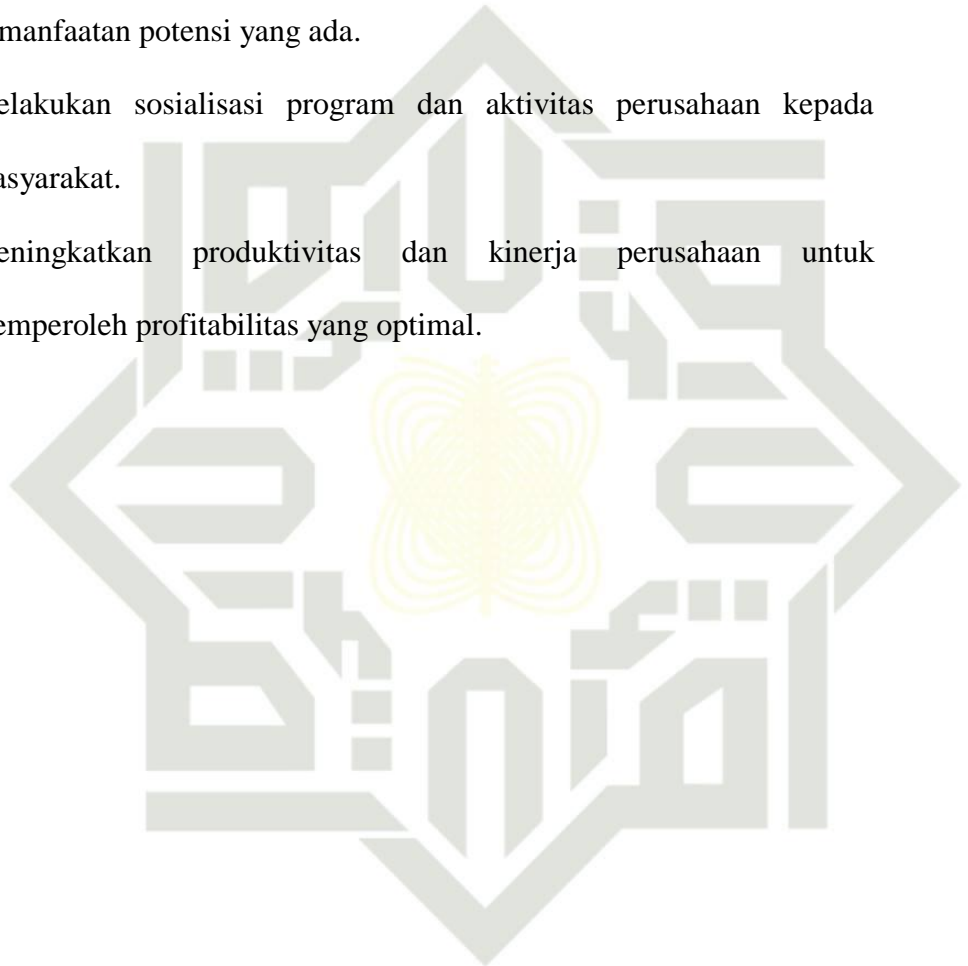 manfaatan potensi yang ada.
elakukan sosialisasi program dan aktivitas perusahaan kepada
asyarakat.
eningkatkan produktivitas dan kinerja perusahaan untuk
emperoleh profitabilitas yang optimal.